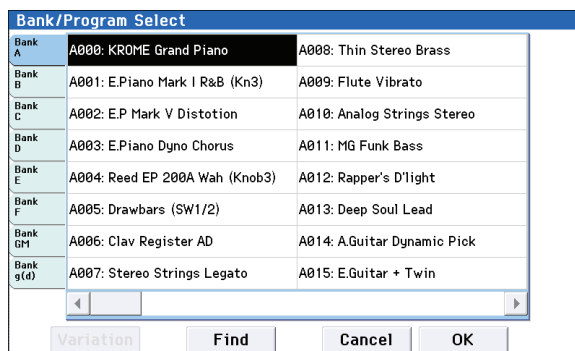 Bank/Program Select
Bank
A
Bank
B
Bank
C
Bank
D
Bank
E
Bank
F
Bank
GM
Bank
g(d)
A000: KROME Grand Piano
A001: E.Piano Mark I R&B (Kn3)
A002: E.P Mark V Distotion
A003: E.Piano Dyno Chorus
A004: Reed EP 200A Wah (Knob3)
A005: Drawbars (SW1/2)
A006: Clav Register AD
A007: Stereo Strings Legato
A008: Thin Stereo Brass
A009: Flute Vibrato
A010: Analog Strings Stereo
A011: MG Funk Bass
A012: Rapper's D'light
A013: Deep Soul Lead
A014: A.Guitar Dynamic Pick
A015: E.Guitar + Twin
Variation
Find
Cancel
OK